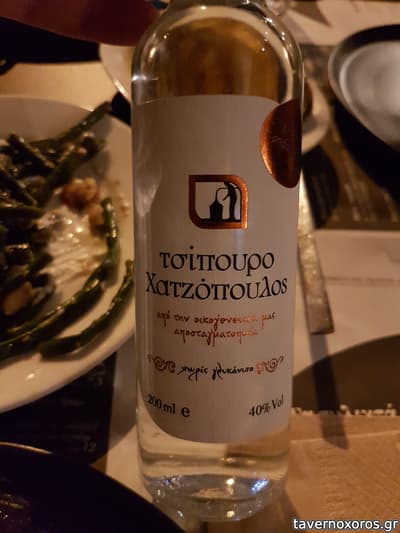 τσίπουρο
Χατζόπουλος
από την οικογενειακή μας
αποσταγματοποιία
χωρίς γλυκάνισο
200 ml e
40% Vol
tavernoxoros.gr